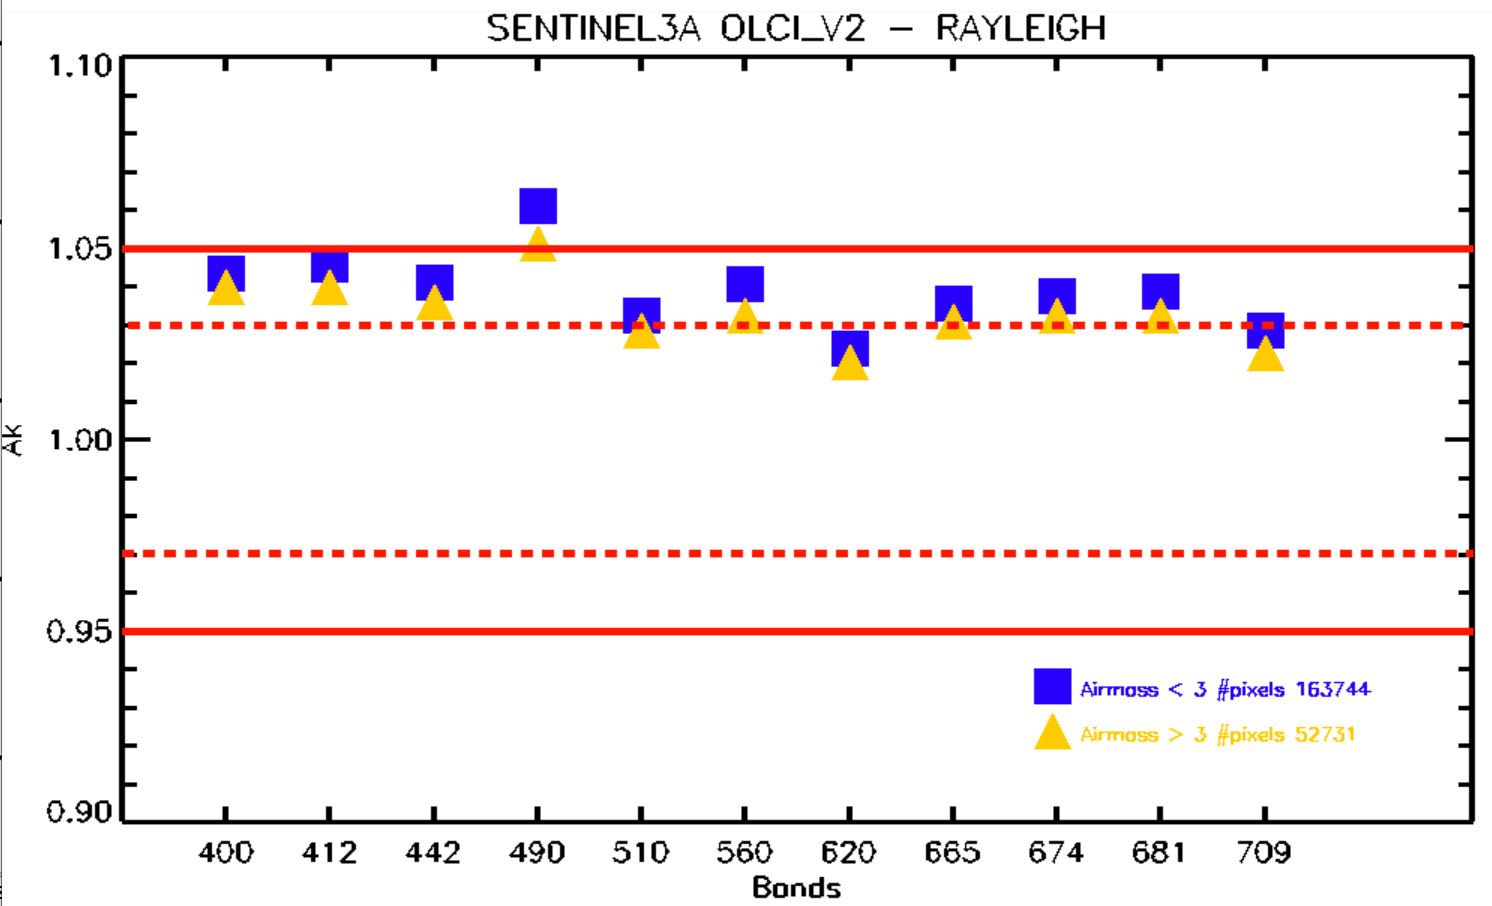 SENTINEL3A OLCI_V2 – RAYLEIGH
1.10
1.05
1.00
0.95
0.90
Ak
Airmass < 3 #pixels 163744
Airmass > 3 #pixels 52731
400 412 442 490 510 560 620 665 674 681 709
Bands